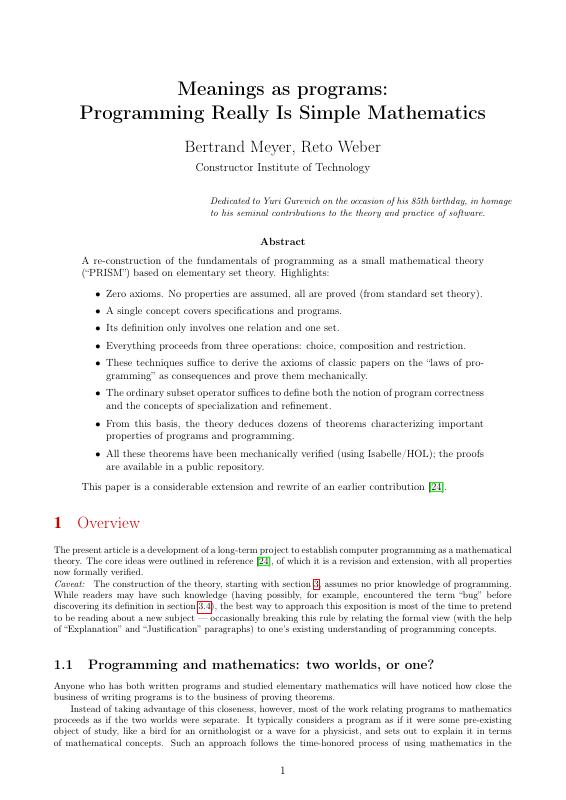 Meanings as programs:
Programming Really Is Simple Mathematics
Bertrand Meyer, Reto Weber
Constructor Institute of Technology
Dedicated to Yuri Gurevich on the occasion of his 85th birthday, in homage
to his seminal contributions to the theory and practice of software.
Abstract
A re-construction of the fundamentals of programming as a small mathematical theory
(“PRISM”) based on elementary set theory. Highlights:
• Zero axioms. No properties are assumed, all are proved (from standard set theory).
• A single concept covers specifications and programs.
• Its definition only involves one relation and one set.
• Everything proceeds from three operations: choice, composition and restriction.
• These techniques suffice to derive the axioms of classic papers on the “laws of pro-
gramming” as consequences and prove them mechanically.
• The ordinary subset operator suffices to define both the notion of program correctness
and the concepts of specialization and refinement.
• From this basis, the theory deduces dozens of theorems characterizing important
properties of programs and programming.
• All these theorems have been mechanically verified (using Isabelle/HOL); the proofs
are available in a public repository.
This paper is a considerable extension and rewrite of an earlier contribution [24].
1 Overview
The present article is a development of a long-term project to establish computer programming as a mathematical
theory. The core ideas were outlined in reference [24], of which it is a revision and extension, with all properties
now formally verified.
Caveat: The construction of the theory, starting with section 3, assumes no prior knowledge of programming.
While readers may have such knowledge (having possibly, for example, encountered the term “bug” before
discovering its definition in section 3.4), the best way to approach this exposition is most of the time to pretend
to be reading about a new subject — occasionally breaking this rule by relating the formal view (with the help
of “Explanation” and “Justification” paragraphs) to one’s existing understanding of programming concepts.
1.1 Programming and mathematics: two worlds, or one?
Anyone who has both written programs and studied elementary mathematics will have noticed how close the
business of writing programs is to the business of proving theorems.
Instead of taking advantage of this closeness, however, most of the work relating programs to mathematics
proceeds as if the two worlds were separate. It typically considers a program as if it were some pre-existing
object of study, like a bird for an ornithologist or a wave for a physicist, and sets out to explain it in terms
of mathematical concepts. Such an approach follows the time-honored process of using mathematics in the
1